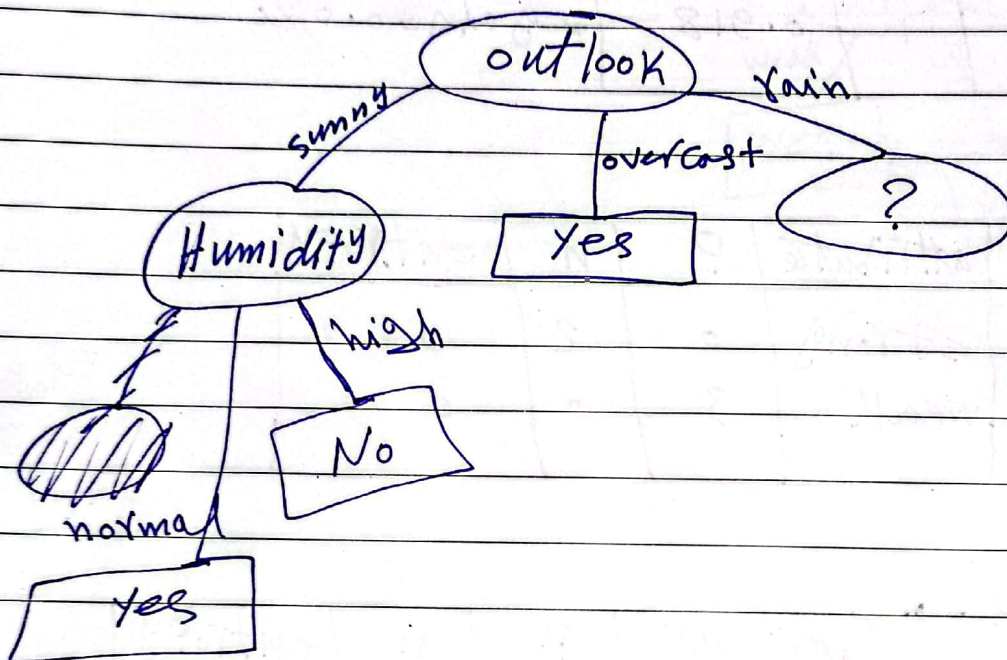 outlook
sunny
overcast
rain
Humidity
Yes
?
high
No
normal
Yes